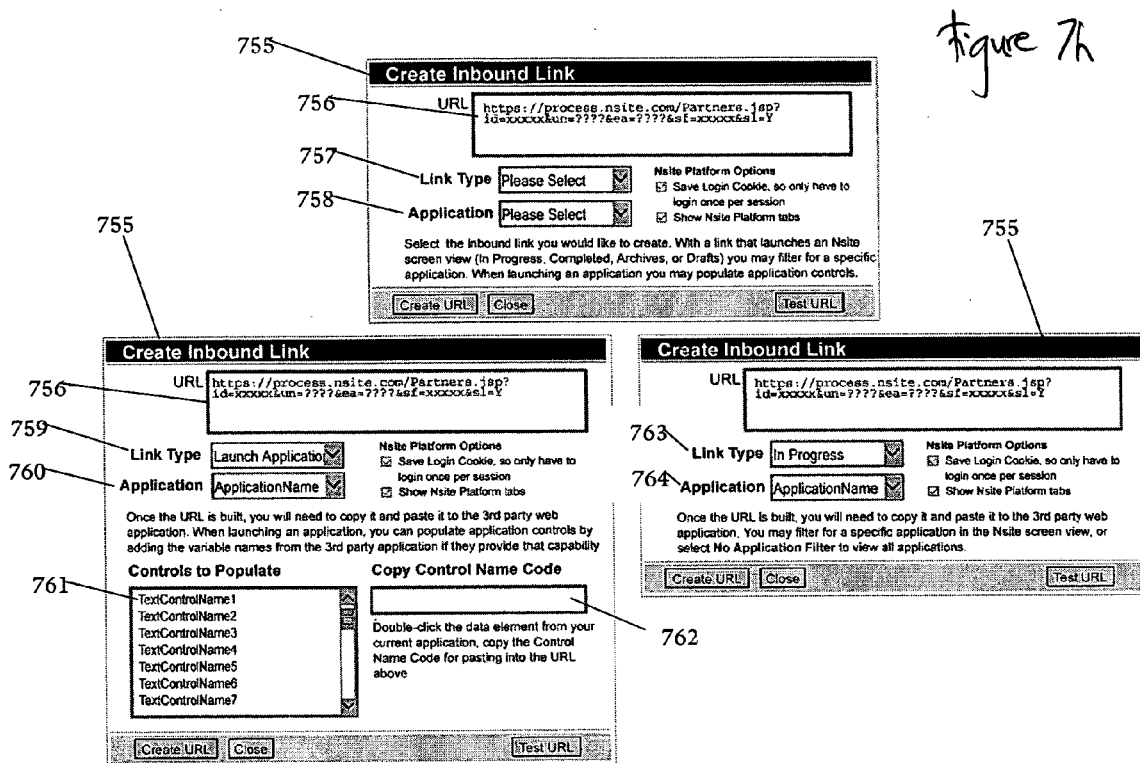 Figure 7h
755
Create Inbound Link
756
URL
https://process.nsite.com/Partners.jsp?
id=xxxxx&un=????&ea=????&sf=xxxxx&sl=Y
757
Link Type Please Select
758
Application Please Select
Nsite Platform Options
Save Login Cookie, so only have to
login once per session
Show Nsite Platform tabs
Select the inbound link you would like to create. With a link that launches an Nsite
screen view (In Progress, Completed, Archives, or Drafts) you may filter for a specific
application. When launching an application you may populate application controls.
Create URL Close Test URL
755
Create Inbound Link
756
URL
https://process.nsite.com/Partners.jsp?
id=xxxxx&un=????&ea=????&sf=xxxxx&sl=Y
759
Link Type Launch Application
760
Application ApplicationName
Nsite Platform Options
Save Login Cookie, so only have to
login once per session
Show Nsite Platform tabs
Once the URL is built, you will need to copy it and paste it to the 3rd party web
application. When launching an application, you can populate application controls by
adding the variable names from the 3rd party application if they provide that capability
Controls to Populate
761
TextControlName1
TextControlName2
TextControlName3
TextControlName4
TextControlName5
TextControlName6
TextControlName7
Copy Control Name Code
762
Double-click the data element from your
current application, copy the Control
Name Code for pasting into the URL
above
Create URL Close Test URL
755
Create Inbound Link
URL
https://process.nsite.com/Partners.jsp?
id=xxxxx&un=????&ea=????&sf=xxxxx&sl=Y
763
Link Type In Progress
764
Application ApplicationName
Nsite Platform Options
Save Login Cookie, so only have to
login once per session
Show Nsite Platform tabs
Once the URL is built, you will need to copy it and paste it to the 3rd party web
application. You may filter for a specific application in the Nsite screen view, or
select No Application Filter to view all applications.
Create URL Close Test URL